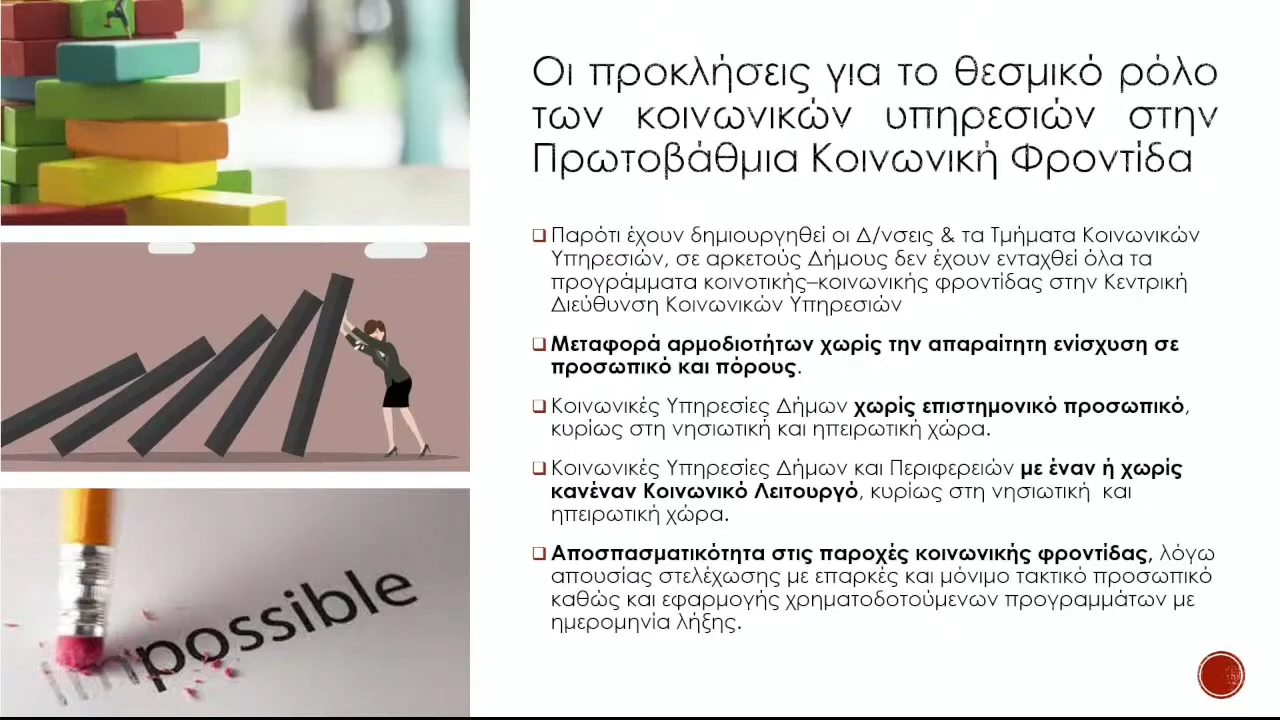 Οι προκλήσεις για το θεσμικό ρόλο
των κοινωνικών υπηρεσιών στην
Πρωτοβάθμια Κοινωνική Φροντίδα
Παρότι έχουν δημιουργηθεί οι Δ/νσεις & τα Τμήματα Κοινωνικών
Υπηρεσιών, σε αρκετούς Δήμους δεν έχουν ενταχθεί όλα τα
προγράμματα κοινοτικής–κοινωνικής φροντίδας στην Κεντρική
Διεύθυνση Κοινωνικών Υπηρεσιών
Μεταφορά αρμοδιοτήτων χωρίς την απαραίτητη ενίσχυση σε
προσωπικό και πόρους.
Κοινωνικές Υπηρεσίες Δήμων χωρίς επιστημονικό προσωπικό,
κυρίως στη νησιωτική και ηπειρωτική χώρα.
Κοινωνικές Υπηρεσίες Δήμων και Περιφερειών με έναν ή χωρίς
κανέναν Κοινωνικό Λειτουργό, κυρίως στη νησιωτική και
ηπειρωτική χώρα.
Αποσπασματικότητα στις παροχές κοινωνικής φροντίδας, λόγω
απουσίας στελέχωσης με επαρκές και μόνιμο τακτικό προσωπικό
καθώς και εφαρμογής χρηματοδοτούμενων προγραμμάτων με
ημερομηνία λήξης.
impossible